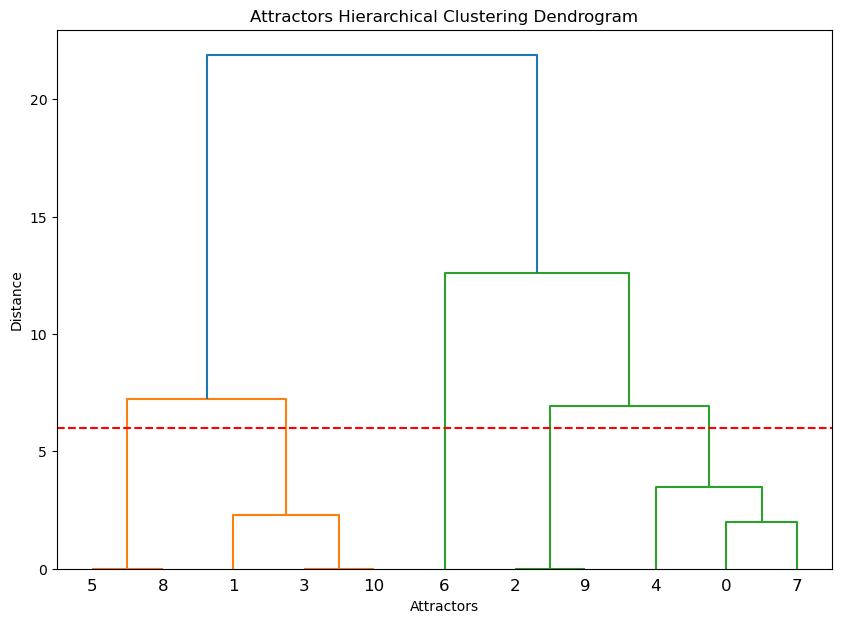 Attractors Hierarchical Clustering Dendrogram
20
15
10
5
0
Distance
5 8 1 3 10 6 2 9 4 0 7
Attractors